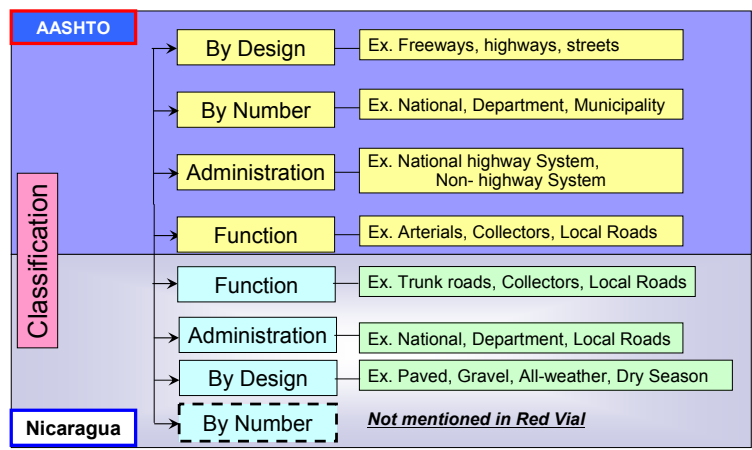 AASHTO
By Design
Ex. Freeways, highways, streets
By Number
Ex. National, Department, Municipality
Administration
Ex. National highway System,
Non- highway System
Function
Ex. Arterials, Collectors, Local Roads
Classification
Function
Ex. Trunk roads, Collectors, Local Roads
Administration
Ex. National, Department, Local Roads
By Design
Ex. Paved, Gravel, All-weather, Dry Season
By Number
Not mentioned in Red Vial
Nicaragua